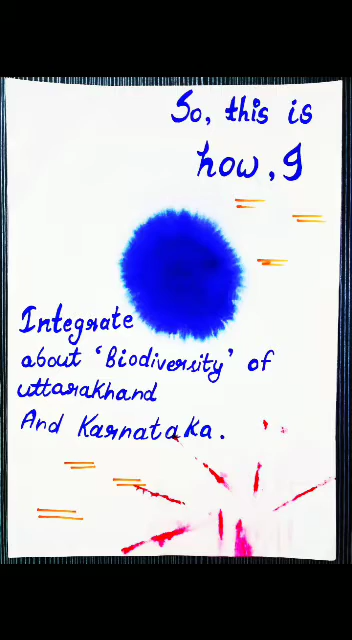 So, this is
how, I
Integrate
about 'Biodiversity' of
uttarakhand
And Karnataka.